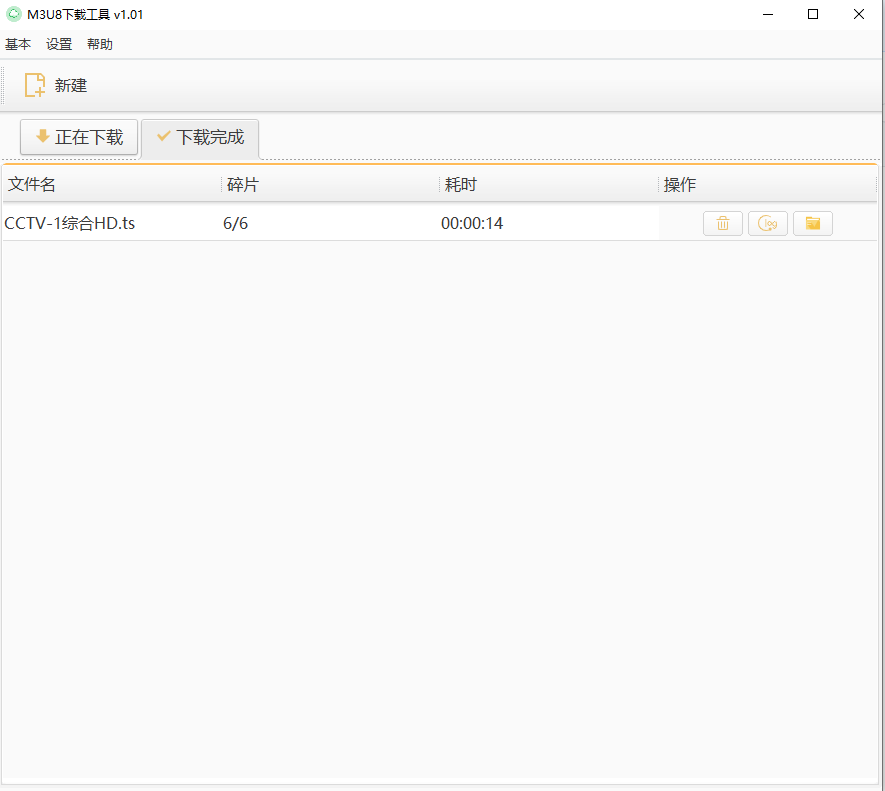 M3U8下载工具 v1.01
基本 设置 帮助
新建
正在下载 下载完成
文件名 碎片 耗时 操作
CCTV-1综合HD.ts 6/6 00:00:14 log